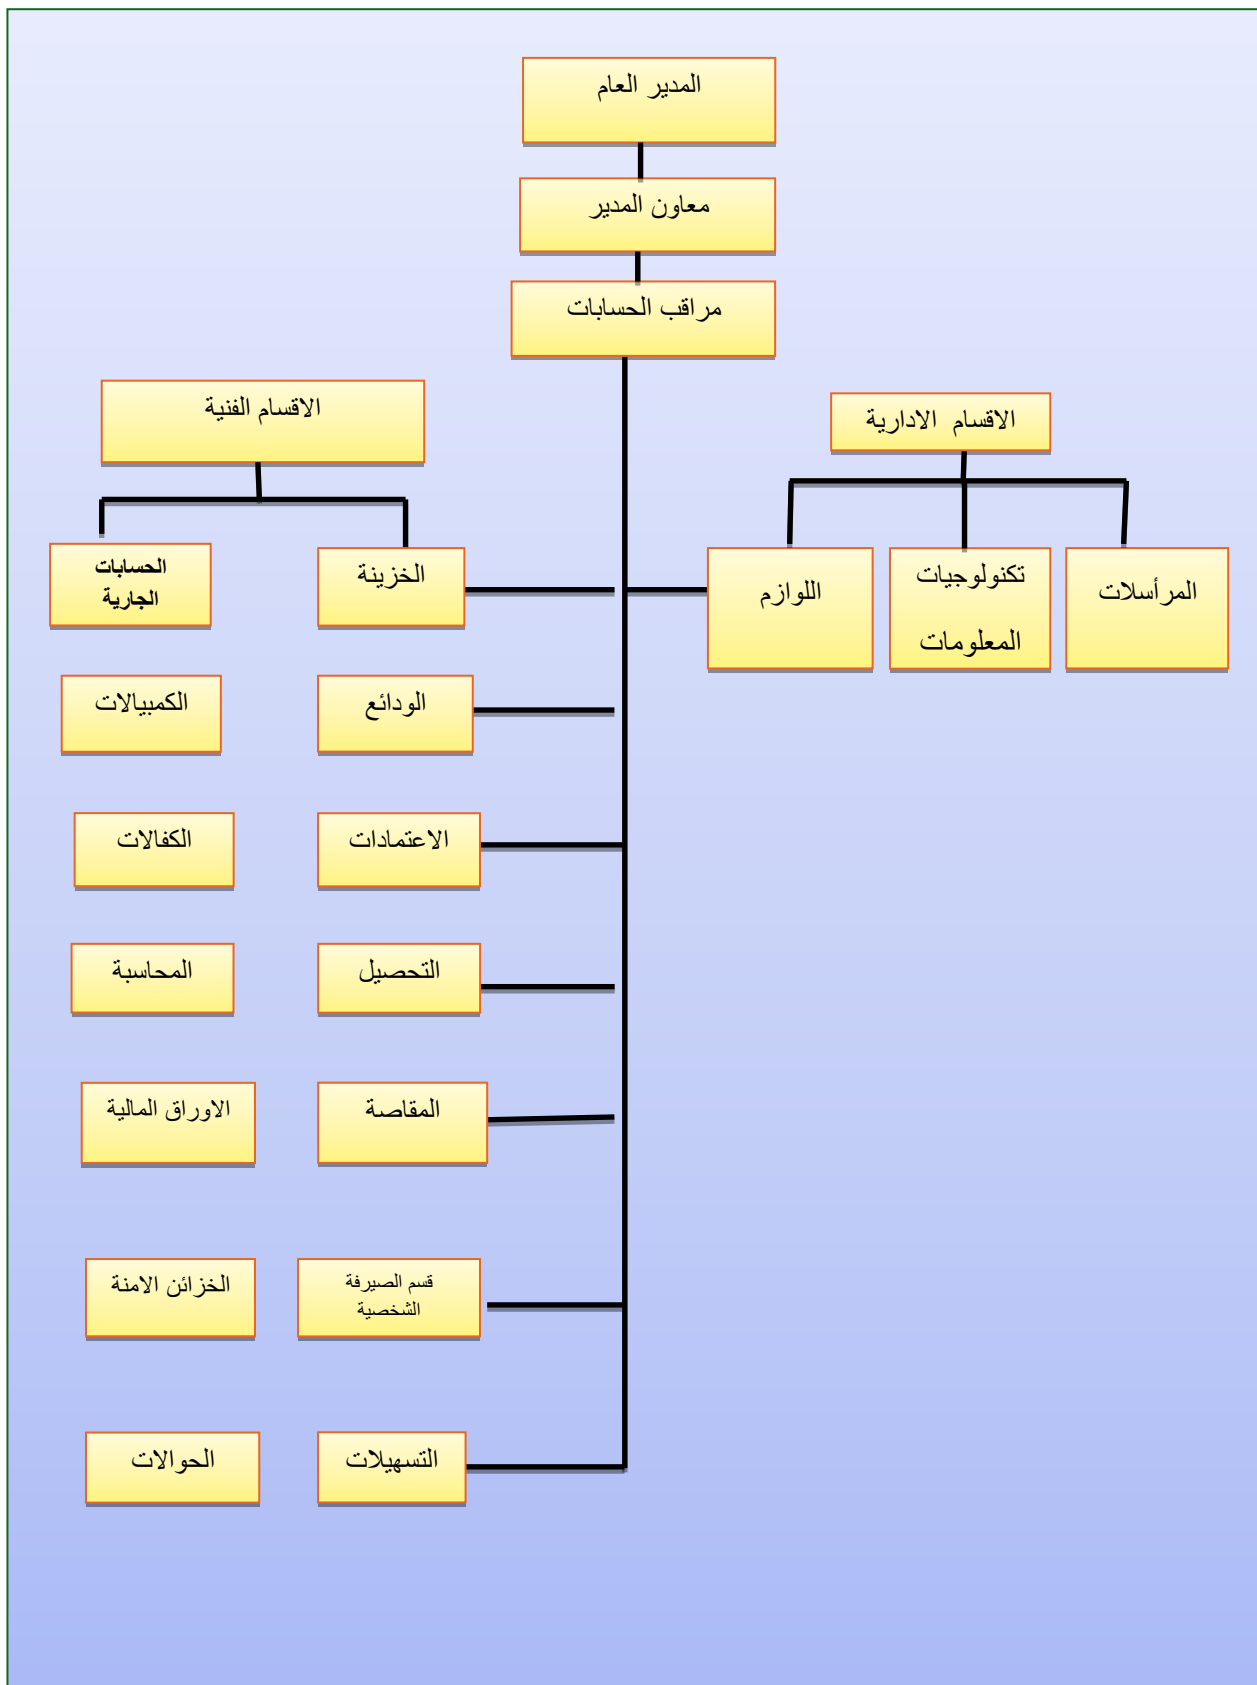 المدير العام
معاون المدير
مراقب الحسابات
الاقسام الادارية
الاقسام الفنية
المرأسلات
تكنولوجيات
المعلومات
اللوازم
الخزينة
الحسابات
الجارية
الودائع
الكمبيالات
الاعتمادات
الكفالات
التحصيل
المحاسبة
المقاصة
الاوراق المالية
قسم الصيرفة
الشخصية
الخزائن الامنة
التسهيلات
الحوالات